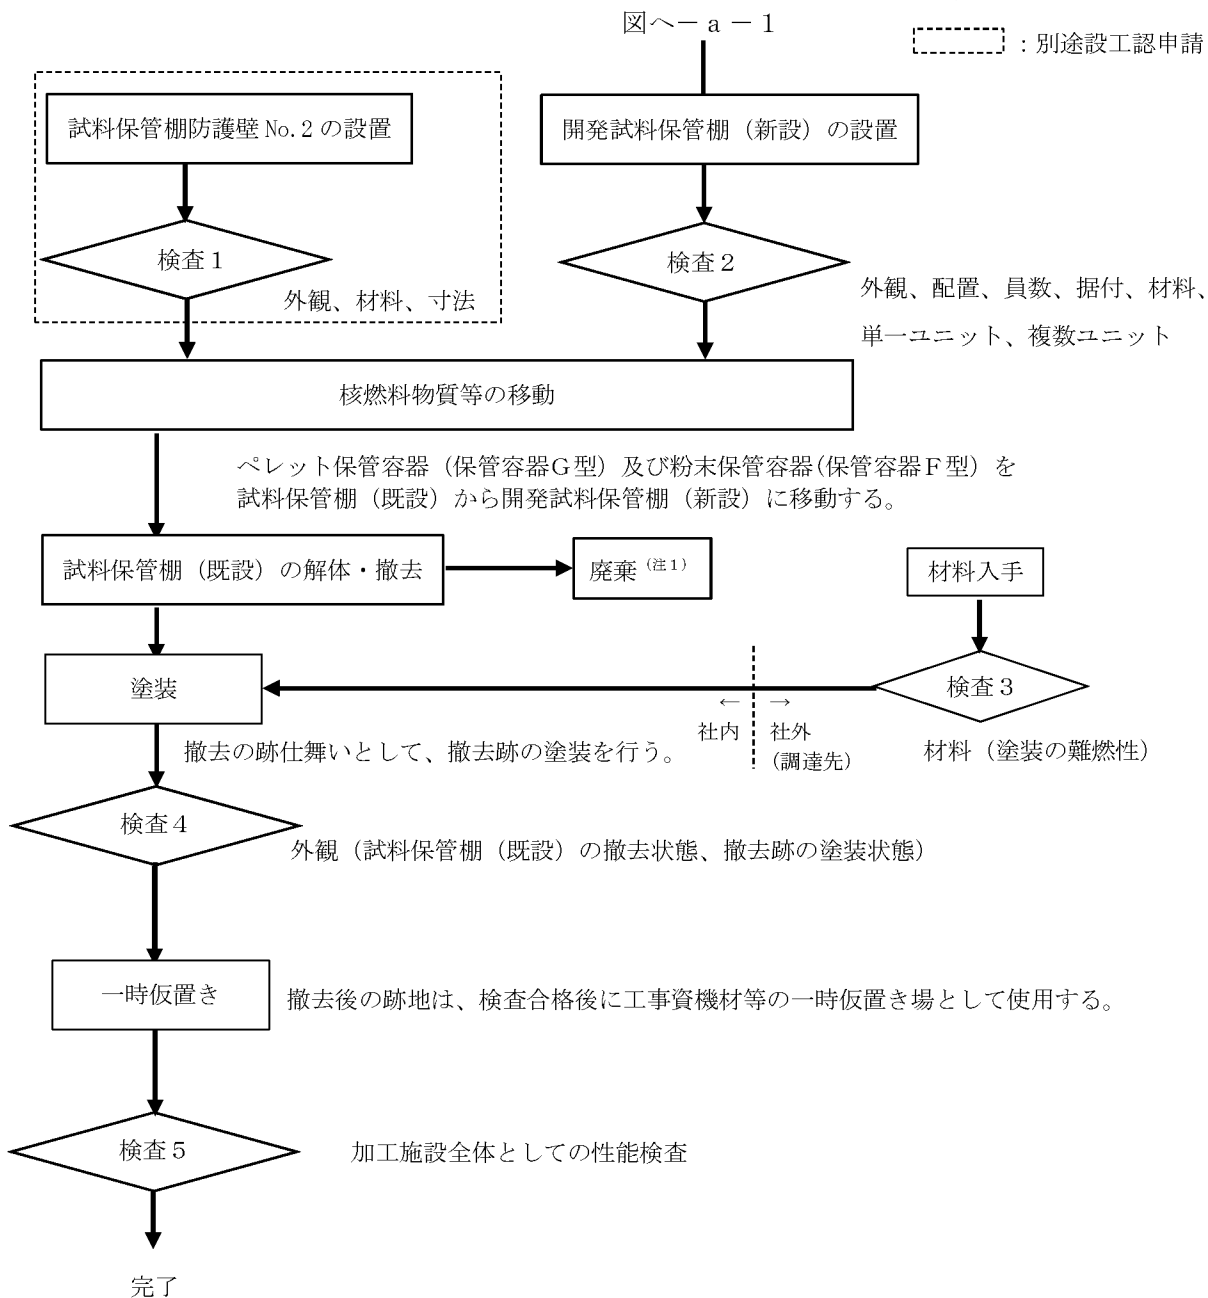 図へ－ａ－１
：別途設工認申請
試料保管棚防護壁 No.2 の設置
開発試料保管棚（新設）の設置
検査１
検査２
外観、材料、寸法
外観、配置、員数、据付、材料、
単一ユニット、複数ユニット
核燃料物質等の移動
ペレット保管容器（保管容器Ｇ型）及び粉末保管容器(保管容器Ｆ型）を
試料保管棚（既設）から開発試料保管棚（新設）に移動する。
試料保管棚（既設）の解体・撤去
廃棄（注１）
材料入手
塗装
検査３
← →
社内 社外
(調達先)
材料（塗装の難燃性）
撤去の跡仕舞いとして、撤去跡の塗装を行う。
検査４
外観（試料保管棚（既設）の撤去状態、撤去跡の塗装状態）
一時仮置き
撤去後の跡地は、検査合格後に工事資機材等の一時仮置き場として使用する。
検査５
加工施設全体としての性能検査
完了